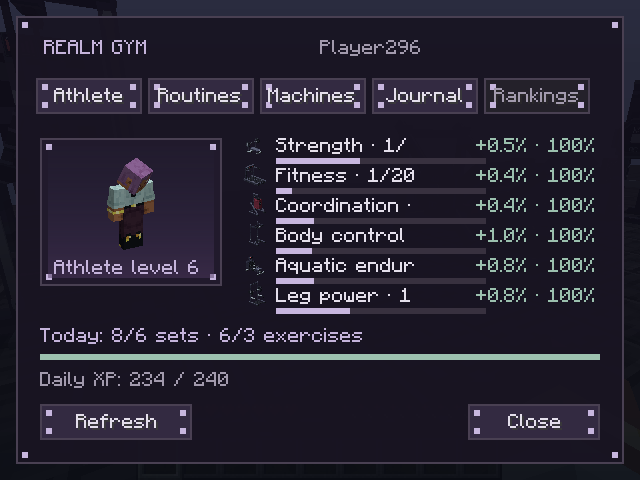 REALM GYM Player296
Athlete Routines Machines Journal Rankings
Strength · 1/ +0.5% · 100%
Fitness · 1/20 +0.4% · 100%
Coordination · +0.4% · 100%
Body control +1.0% · 100%
Aquatic endur +0.8% · 100%
Leg power · 1 +0.8% · 100%
Athlete level 6
Today: 8/6 sets · 6/3 exercises
Daily XP: 234 / 240
Refresh Close